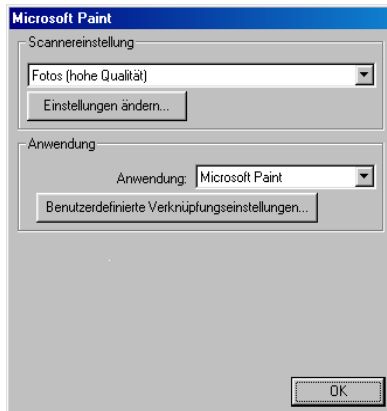 Microsoft Paint
Scannereinstellung
Fotos (hohe Qualität)
Einstellungen ändern...
Anwendung
Anwendung: Microsoft Paint
Benutzerdefinierte Verknüpfungseinstellungen...
OK